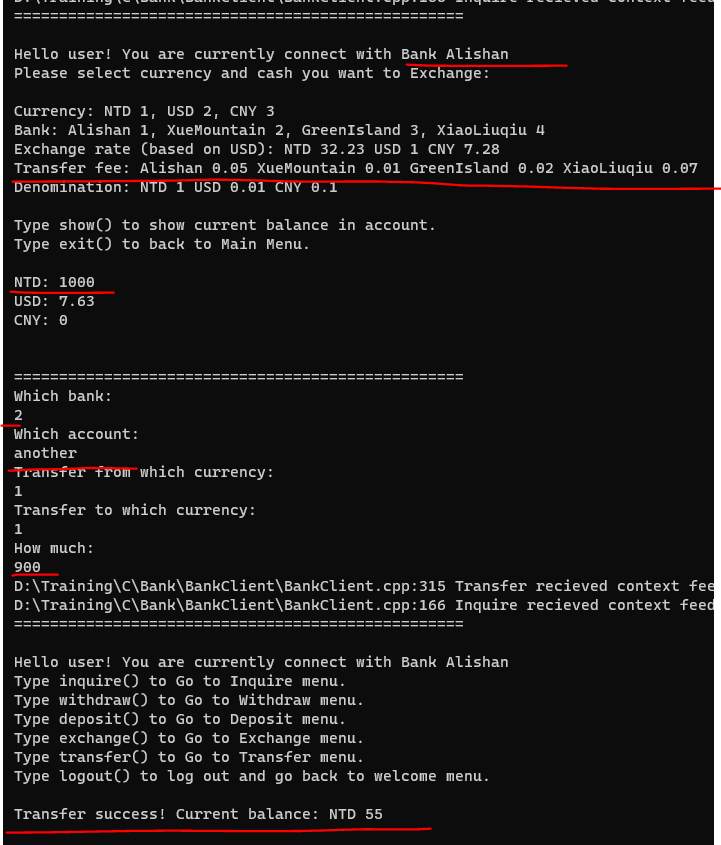 ==================================================
Hello user! You are currently connect with Bank Alishan
Please select currency and cash you want to Exchange:
Currency: NTD 1, USD 2, CNY 3
Bank: Alishan 1, XueMountain 2, GreenIsland 3, XiaoLiuqiu 4
Exchange rate (based on USD): NTD 32.23 USD 1 CNY 7.28
Transfer fee: Alishan 0.05 XueMountain 0.01 GreenIsland 0.02 XiaoLiuqiu 0.07
Denomination: NTD 1 USD 0.01 CNY 0.1
Type show() to show current balance in account.
Type exit() to back to Main Menu.
NTD: 1000
USD: 7.63
CNY: 0
==================================================
Which bank:
2
Which account:
another
Transfer from which currency:
1
Transfer to which currency:
1
How much:
900
D:\Training\C\Bank\BankClient\BankClient.cpp:315 Transfer recieved context fee
D:\Training\C\Bank\BankClient\BankClient.cpp:166 Inquire recieved context feed
==================================================
Hello user! You are currently connect with Bank Alishan
Type inquire() to Go to Inquire menu.
Type withdraw() to Go to Withdraw menu.
Type deposit() to Go to Deposit menu.
Type exchange() to Go to Exchange menu.
Type transfer() to Go to Transfer menu.
Type logout() to log out and go back to welcome menu.
Transfer success! Current balance: NTD 55